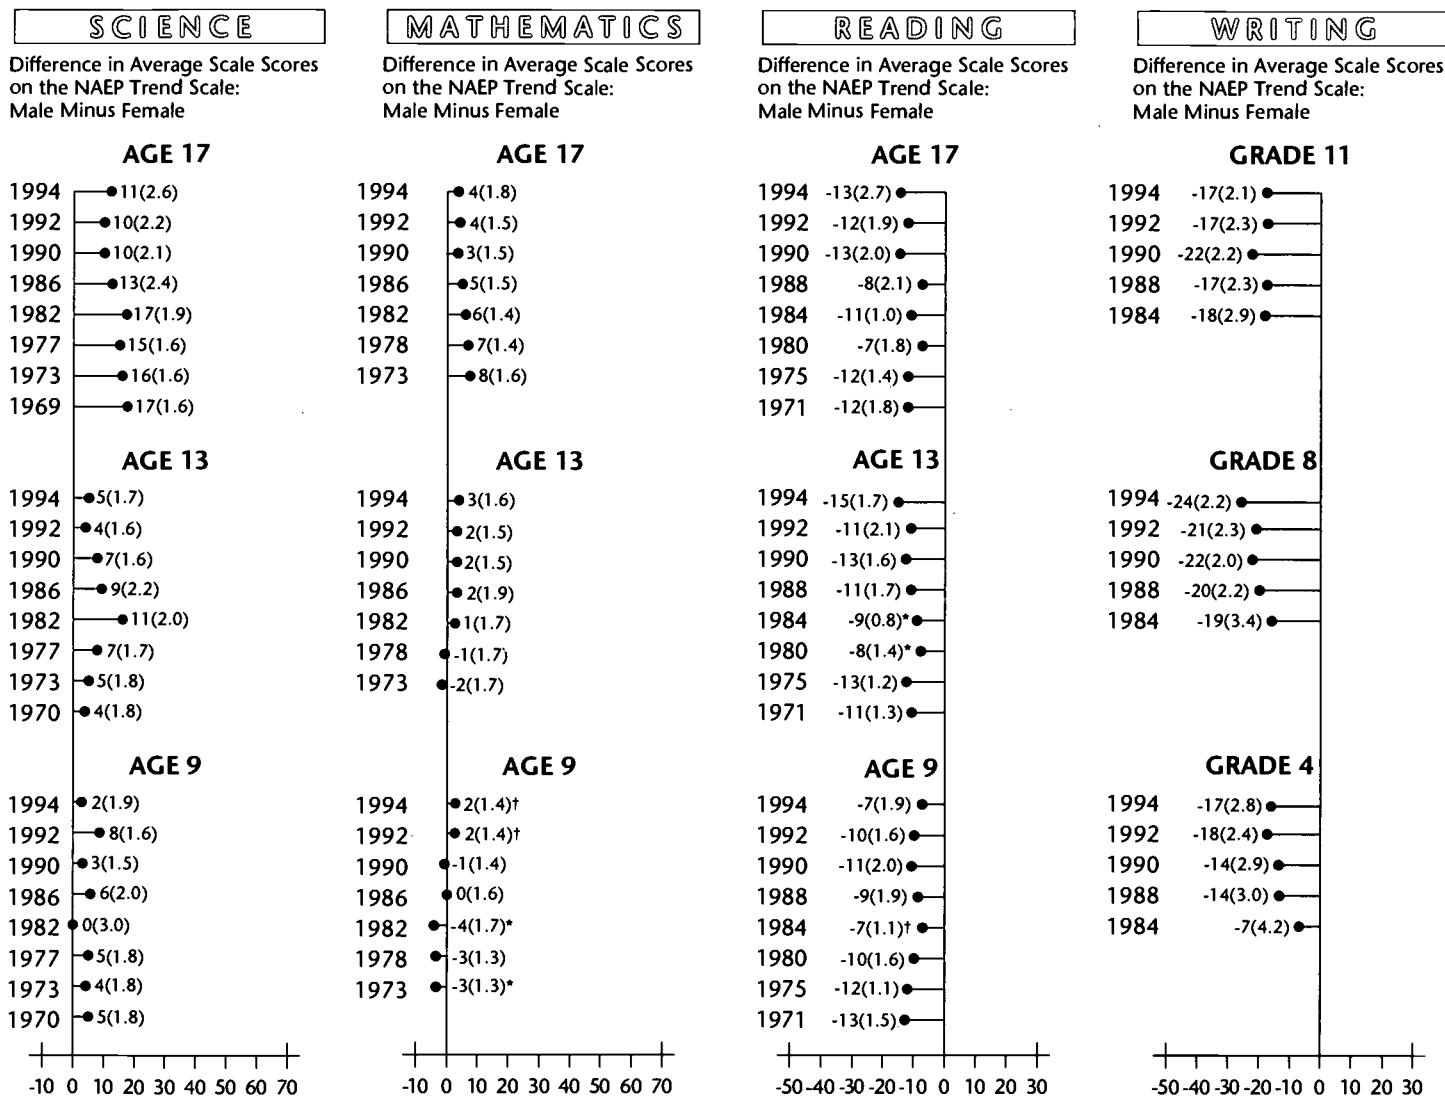 SCIENCE
Difference in Average Scale Scores
on the NAEP Trend Scale:
Male Minus Female
AGE 17
1994 11(2.6)
1992 10(2.2)
1990 10(2.1)
1986 13(2.4)
1982 17(1.9)
1977 15(1.6)
1973 16(1.6)
1969 17(1.6)
AGE 13
1994 5(1.7)
1992 4(1.6)
1990 7(1.6)
1986 9(2.2)
1982 11(2.0)
1977 7(1.7)
1973 5(1.8)
1970 4(1.8)
AGE 9
1994 2(1.9)
1992 8(1.6)
1990 3(1.5)
1986 6(2.0)
1982 0(3.0)
1977 5(1.8)
1973 4(1.8)
1970 5(1.8)
-10 0 10 20 30 40 50 60 70
MATHEMATICS
Difference in Average Scale Scores
on the NAEP Trend Scale:
Male Minus Female
AGE 17
1994 4(1.8)
1992 4(1.5)
1990 3(1.5)
1986 5(1.5)
1982 6(1.4)
1978 7(1.4)
1973 8(1.6)
AGE 13
1994 3(1.6)
1992 2(1.5)
1990 2(1.5)
1986 2(1.9)
1982 1(1.7)
1978 -1(1.7)
1973 -2(1.7)
AGE 9
1994 2(1.4)†
1992 2(1.4)†
1990 -1(1.4)
1986 0(1.6)
1982 -4(1.7)*
1978 -3(1.3)
1973 -3(1.3)*
-10 0 10 20 30 40 50 60 70
READING
Difference in Average Scale Scores
on the NAEP Trend Scale:
Male Minus Female
AGE 17
1994 -13(2.7)
1992 -12(1.9)
1990 -13(2.0)
1988 -8(2.1)
1984 -11(1.0)
1980 -7(1.8)
1975 -12(1.4)
1971 -12(1.8)
AGE 13
1994 -15(1.7)
1992 -11(2.1)
1990 -13(1.6)
1988 -11(1.7)
1984 -9(0.8)*
1980 -8(1.4)*
1975 -13(1.2)
1971 -11(1.3)
AGE 9
1994 -7(1.9)
1992 -10(1.6)
1990 -11(2.0)
1988 -9(1.9)
1984 -7(1.1)†
1980 -10(1.6)
1975 -12(1.1)
1971 -13(1.5)
-50 -40 -30 -20 -10 0 10 20 30
WRITING
Difference in Average Scale Scores
on the NAEP Trend Scale:
Male Minus Female
GRADE 11
1994 -17(2.1)
1992 -17(2.3)
1990 -22(2.2)
1988 -17(2.3)
1984 -18(2.9)
GRADE 8
1994 -24(2.2)
1992 -21(2.3)
1990 -22(2.0)
1988 -20(2.2)
1984 -19(3.4)
GRADE 4
1994 -17(2.8)
1992 -18(2.4)
1990 -14(2.9)
1988 -14(3.0)
1984 -7(4.2)
-50 -40 -30 -20 -10 0 10 20 30